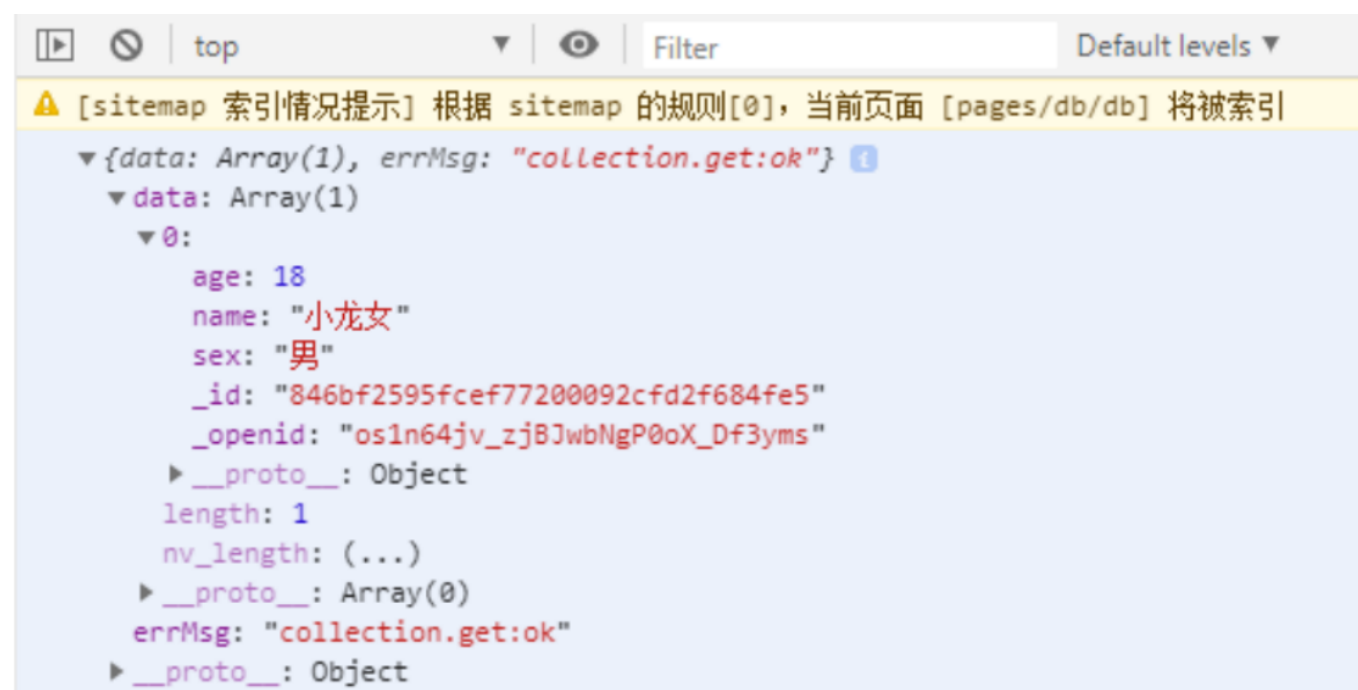 top Filter Default levels
[sitemap 索引情况提示] 根据 sitemap 的规则[0]，当前页面 [pages/db/db] 将被索引
{data: Array(1), errMsg: "collection.get:ok"} i
data: Array(1)
0:
age: 18
name: "小龙女"
sex: "男"
_id: "846bf2595fcef77200092cfd2f684fe5"
_openid: "os1n64jv_zjBJwbNgP0oX_Df3yms"
__proto__: Object
length: 1
nv_length: (...)
__proto__: Array(0)
errMsg: "collection.get:ok"
__proto__: Object